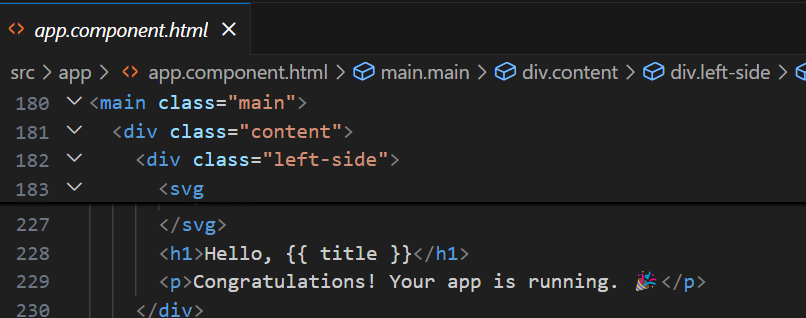 app.component.html
src > app > app.component.html > main.main > div.content > div.left-side >
180 <main class="main">
181 <div class="content">
182 <div class="left-side">
183 <svg
227 </svg>
228 <h1>Hello, {{ title }}</h1>
229 <p>Congratulations! Your app is running. 🎉</p>
230 </div>